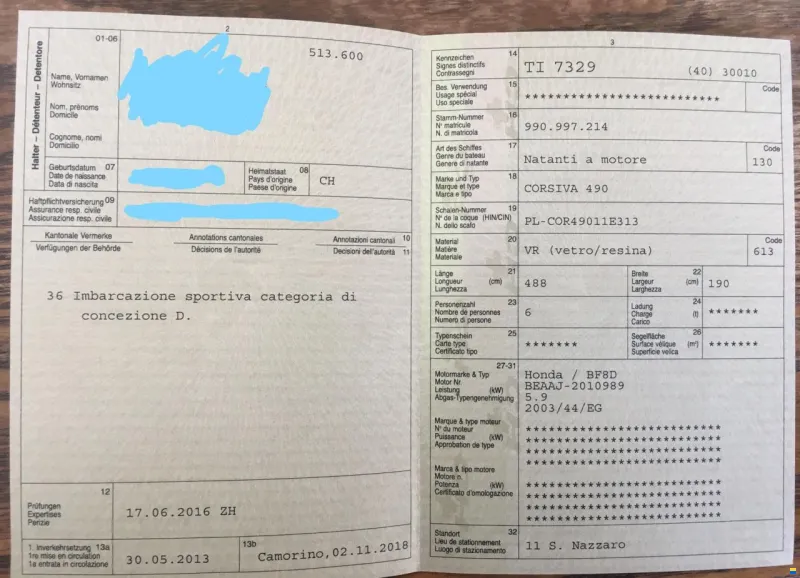 2
01-06
513.600
Halter – Détenteur – Detentore
Name, Vornamen
Wohnsitz
Nom, prénoms
Domicile
Cognome, nomi
Domicilio
Geburtsdatum 07
Date de naissance
Data di nascita
Heimatstaat 08
Pays d'origine
Paese d'origine
CH
Haftpflichtversicherung 09
Assurance resp. civile
Assicurazione resp. civile
Kantonale Vermerke
Annotations cantonales
Annotazioni cantonali 10
Verfügungen der Behörde
Décisions de l'autorité
Decisioni dell'autorità 11
36 Imbarcazione sportiva categoria di
concezione D.
12
Prüfungen
Expertises
Perizie
17.06.2016 ZH
1. Inverkehrsetzung 13a
1re mise en circulation
1a entrata in circolazione
30.05.2013
13b
Camorino,02.11.2018
3
Kennzeichen 14
Signes distinctifs
Contrassegni
TI 7329
(40) 30010
Bes. Verwendung 15
Usage spécial
Uso speciale
**************************
Code
Stamm-Nummer 16
N° matricule
N. di matricola
990.997.214
Art des Schiffes 17
Genre du bateau
Genere di natante
Natanti a motore
Code
130
Marke und Typ 18
Marque et type
Marca e tipo
CORSIVA 490
Schalen-Nummer 19
N° de la coque (HIN/CIN)
N. dello scafo
PL-COR49011E313
Material 20
Matière
Materiale
VR (vetro/resina)
Code
613
Länge 21
Longueur (cm)
Lunghezza
488
Breite 22
Largeur (cm)
Larghezza
190
Personenzahl 23
Nombre de personnes
Numero di persone
6
Ladung 24
Charge (t)
Carico
*******
Typenschein 25
Carte type
Certificato tipo
*******
Segelfläche 26
Surface vélique (m²)
Superficie velica
*******
27-31
Motormarke & Typ
Motor Nr.
Leistung (kW)
Abgas-Typengenehmigung
Honda / BF8D
BEAAJ-2010989
5.9
2003/44/EG
Marque & type moteur
N° du moteur
Puissance (kW)
Approbation de type
**************************
**************************
**************************
**************************
Marca & tipo motore
Motore n.
Potenza (kW)
Certificato d'omologazione
**************************
**************************
**************************
**************************
Standort 32
Lieu de stationnement
Luogo di stazionamento
11 S. Nazzaro